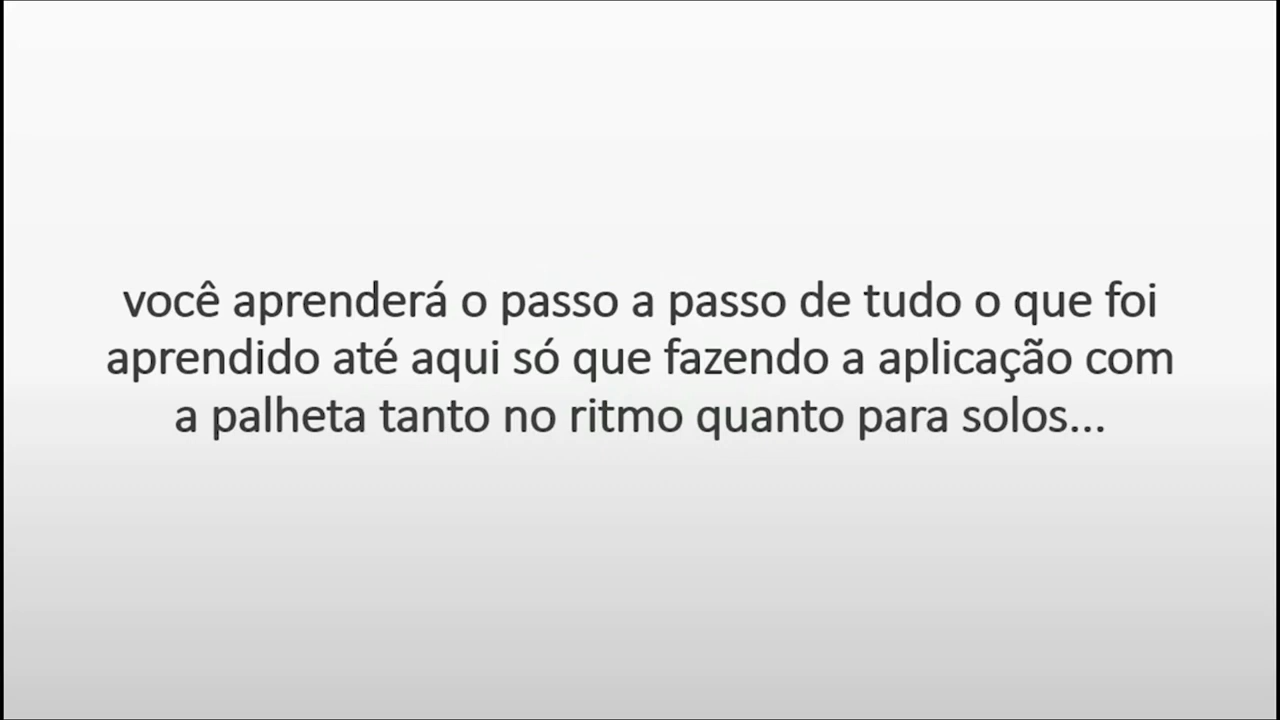 você aprenderá o passo a passo de tudo o que foi
aprendido até aqui só que fazendo a aplicação com
a palheta tanto no ritmo quanto para solos...